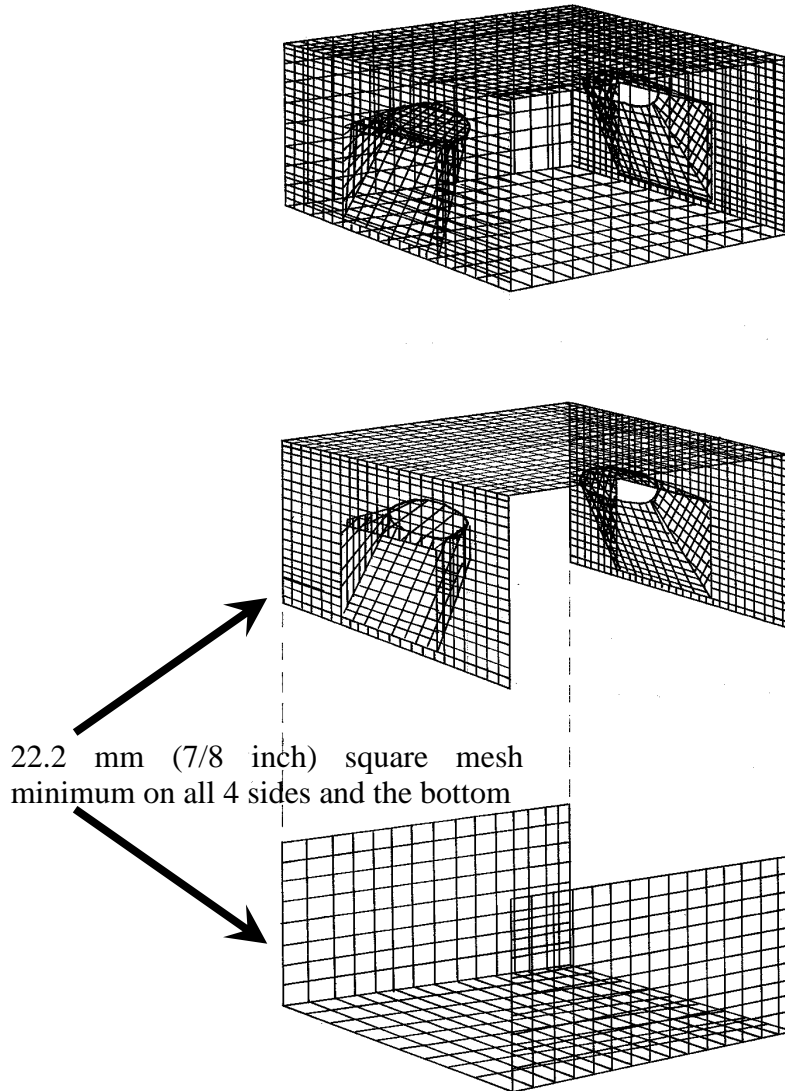 22.2 mm (7/8 inch) square mesh
minimum on all 4 sides and the bottom